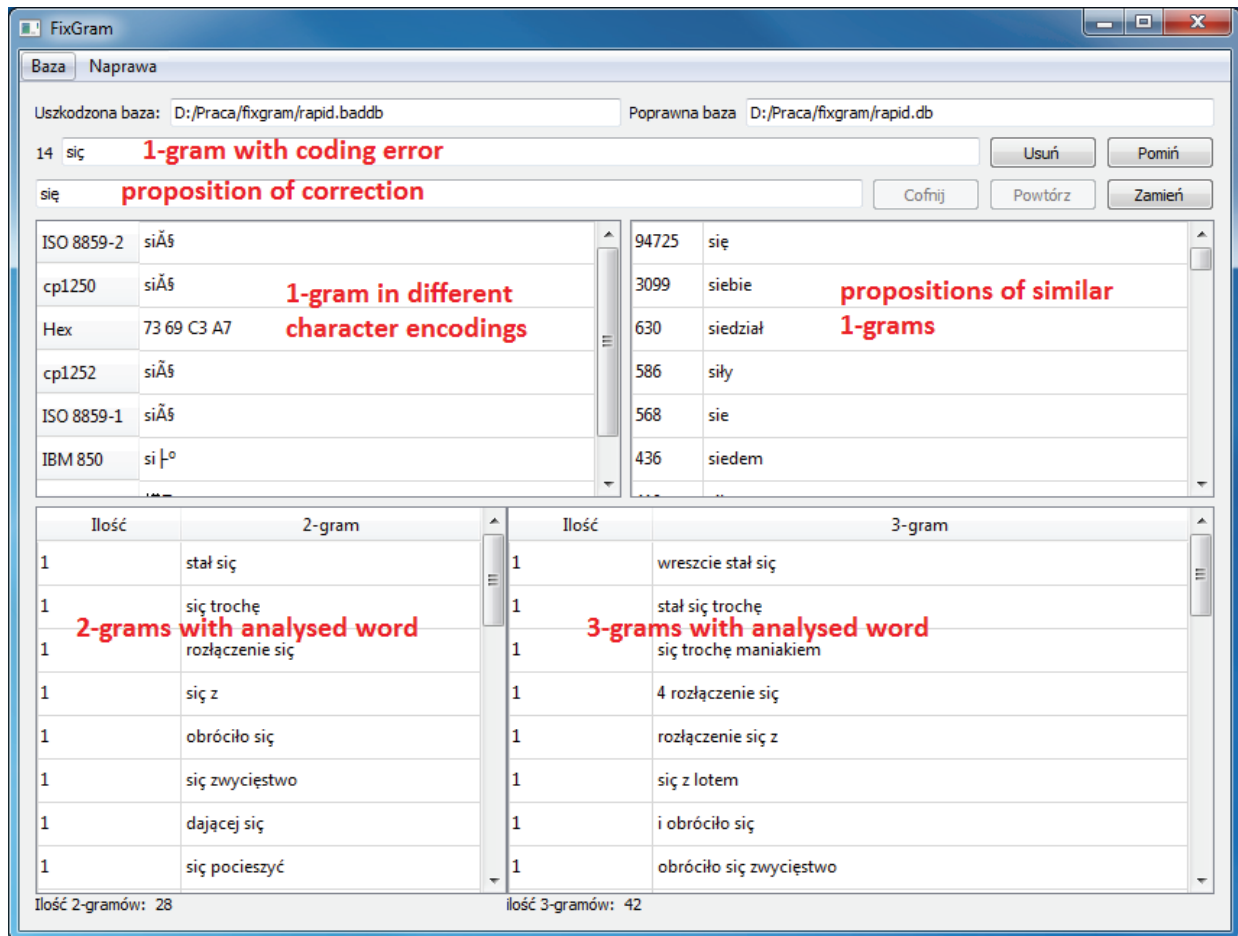 FixGram
Baza Naprawa
Uszkodzona baza: D:/Praca/fixgram/rapid.baddb Poprawna baza D:/Praca/fixgram/rapid.db
14 siç 1-gram with coding error Usuń Pomiń
się proposition of correction Cofnij Powtórz Zamień
ISO 8859-2 siħ
cp1250 siħ
Hex 73 69 C3 A7
cp1252 siç
ISO 8859-1 siç
IBM 850 si├º
1-gram in different
character encodings
94725 się
3099 siebie
630 siedział
586 siły
568 sie
436 siedem
propositions of similar
1-grams
Ilość 2-gram
1 stał siç
1 siç trochę
1 rozłączenie siç
1 siç z
1 obróciło siç
1 siç zwycięstwo
1 dającej siç
1 siç pocieszyć
2-grams with analysed word
Ilość 2-gramów: 28
Ilość 3-gram
1 wreszcie stał siç
1 stał siç trochę
1 siç trochę maniakiem
1 4 rozłączenie siç
1 rozłączenie siç z
1 siç z lotem
1 i obróciło siç
1 obróciło siç zwycięstwo
3-grams with analysed word
ilość 3-gramów: 42